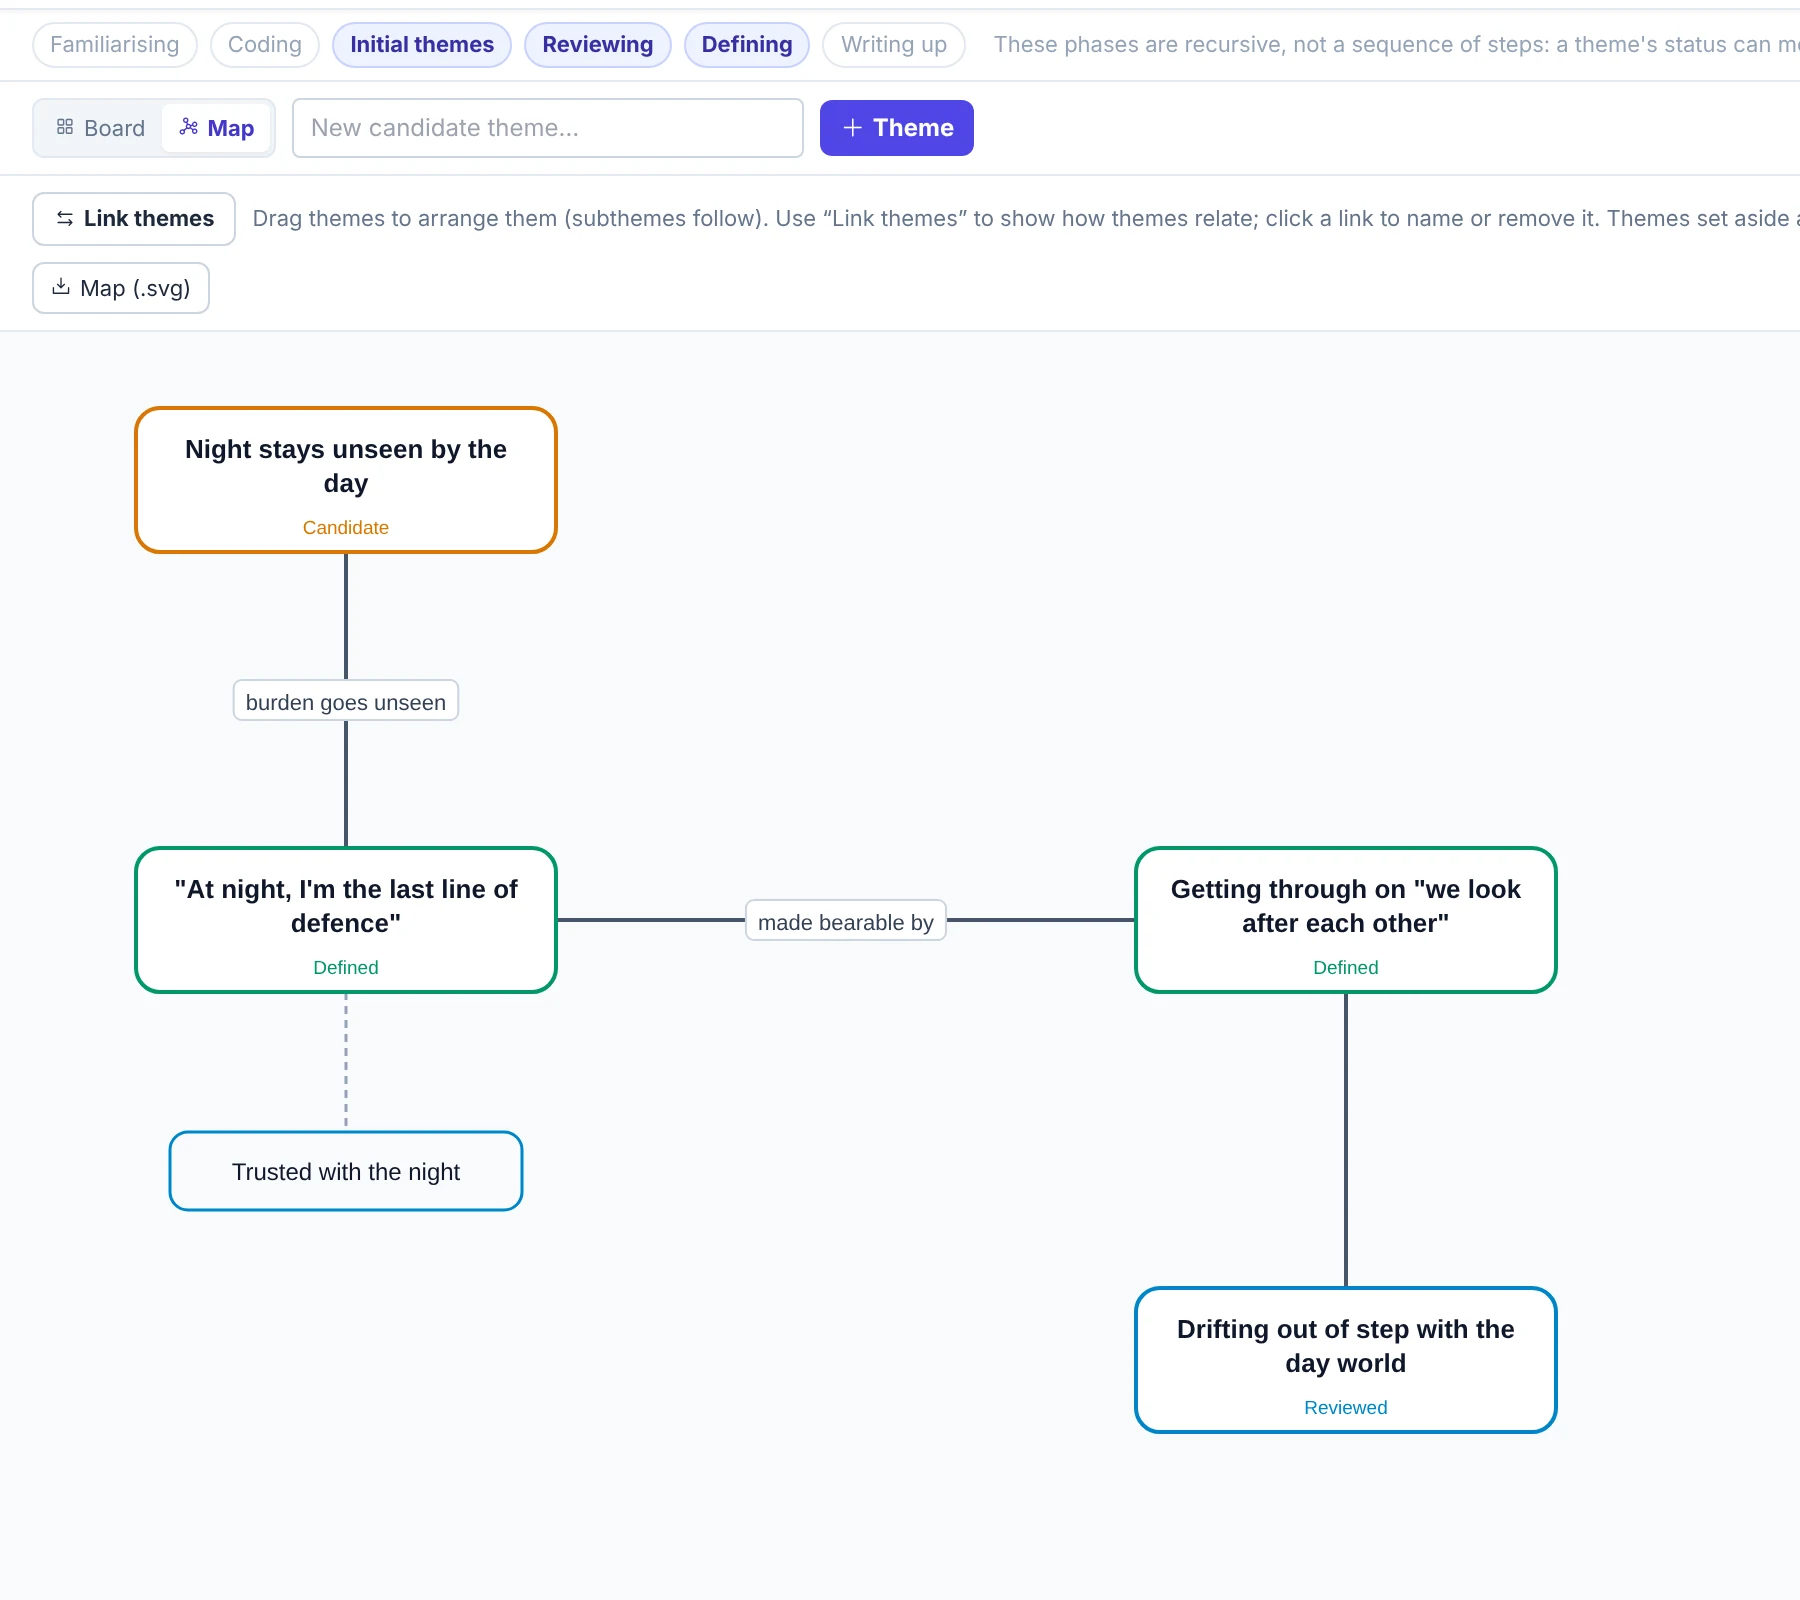 Familiarising Coding Initial themes Reviewing Defining Writing up These phases are recursive, not a sequence of steps: a theme's status can
Board Map New candidate theme... + Theme
Link themes Drag themes to arrange them (subthemes follow). Use “Link themes” to show how themes relate; click a link to name or remove it. Themes set aside
Map (.svg)
Night stays unseen by the
day
Candidate
burden goes unseen
"At night, I'm the last line of
defence"
Defined
made bearable by
Getting through on "we look
after each other"
Defined
Trusted with the night
Drifting out of step with the
day world
Reviewed